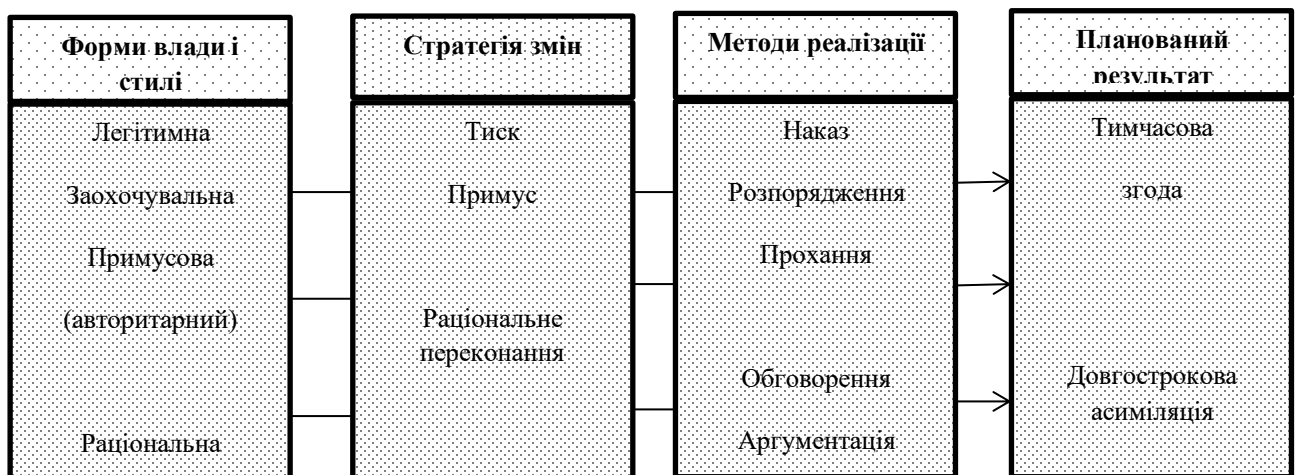 Форми влади і
стилі
Легітимна
Заохочувальна
Примусова
(авторитарний)
Раціональна
Стратегія змін
Тиск
Примус
Раціональне
переконання
Методи реалізації
Наказ
Розпорядження
Прохання
Обговорення
Аргументація
Планований
результат
Тимчасова
згода
Довгострокова
асиміляція